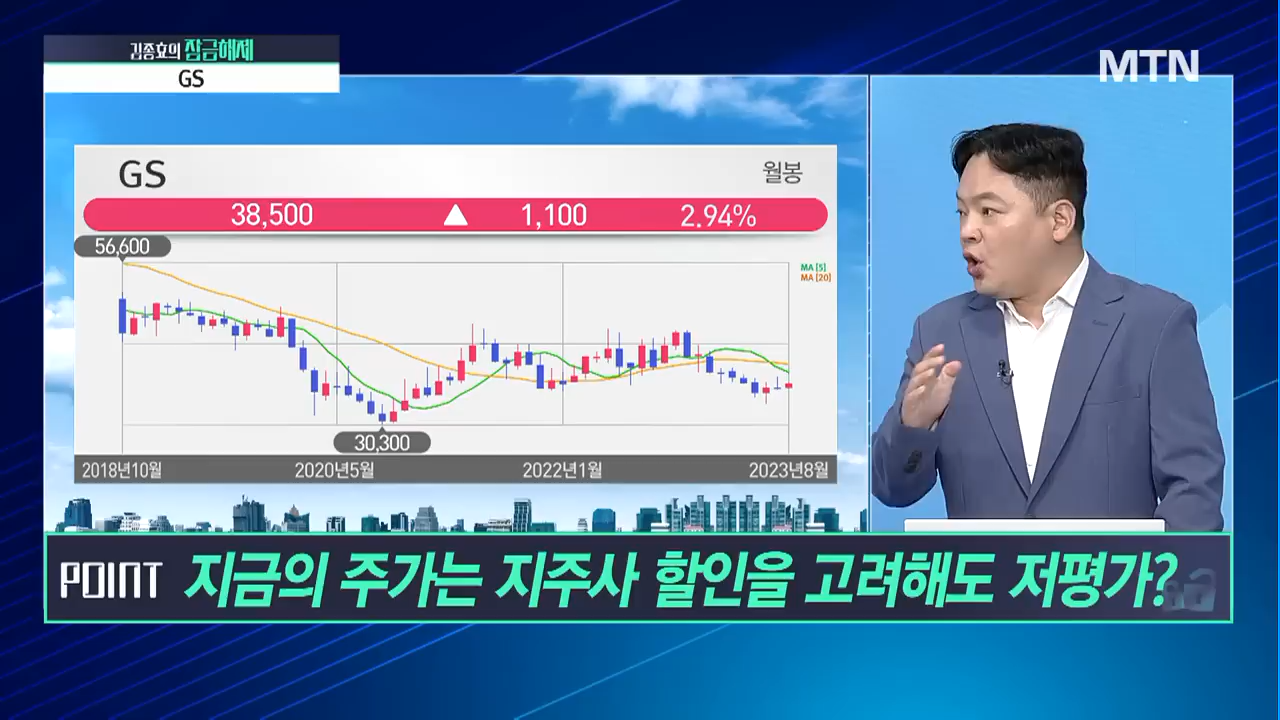 김종효의 잠금해제
GS
MTN
GS
월봉
38,500 ▲ 1,100 2.94%
56,600
MA [5]
MA [20]
30,300
2018년10월 2020년5월 2022년1월 2023년8월
POINT 지금의 주가는 지주사 할인을 고려해도 저평가?